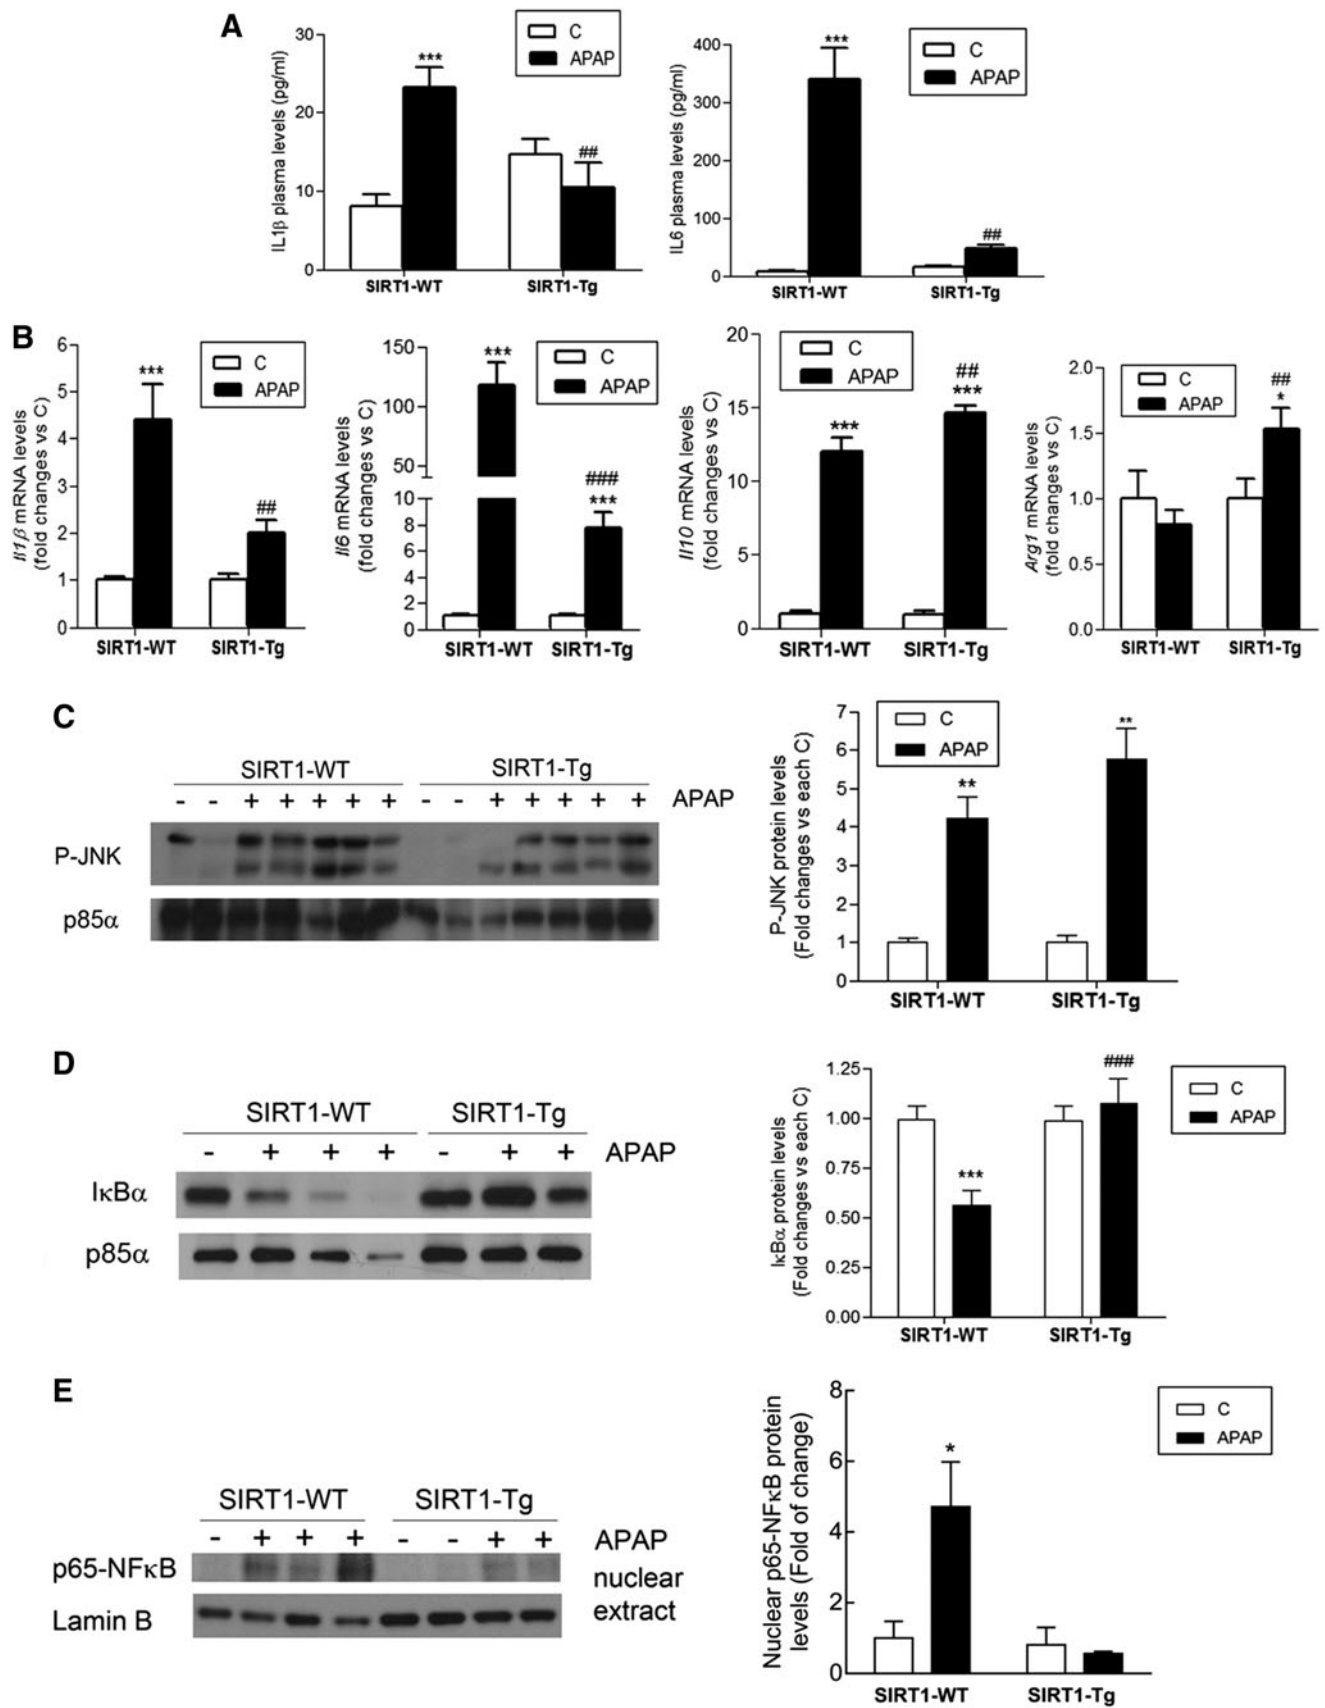 A
IL1β plasma levels (pg/ml)
30
20
10
0
C
APAP
***
##
SIRT1-WT
SIRT1-Tg
IL6 plasma levels (pg/ml)
400
300
200
100
0
C
APAP
***
##
SIRT1-WT
SIRT1-Tg
B
Il1β mRNA levels
(fold changes vs C)
6
5
4
3
2
1
0
C
APAP
***
##
SIRT1-WT
SIRT1-Tg
Il6 mRNA levels
(fold changes vs C)
150
100
50
10
8
6
4
2
0
C
APAP
***
###
***
SIRT1-WT
SIRT1-Tg
Il10 mRNA levels
(fold changes vs C)
20
15
10
5
0
C
APAP
***
##
***
SIRT1-WT
SIRT1-Tg
Arg1 mRNA levels
(fold changes vs C)
2.0
1.5
1.0
0.5
0.0
C
APAP
##
*
SIRT1-WT
SIRT1-Tg
C
SIRT1-WT
SIRT1-Tg
- - + + + + + - - + + + + + APAP
P-JNK
p85α
P-JNK protein levels
(Fold changes vs each C)
7
6
5
4
3
2
1
0
C
APAP
**
**
SIRT1-WT
SIRT1-Tg
D
SIRT1-WT
SIRT1-Tg
- + + + - + + APAP
IκBα
p85α
IκBα protein levels
(Fold changes vs each C)
1.25
1.00
0.75
0.50
0.25
0.00
***
###
C
APAP
SIRT1-WT
SIRT1-Tg
E
SIRT1-WT
SIRT1-Tg
- + + + - - + + APAP
p65-NFκB
nuclear
extract
Lamin B
Nuclear p65-NFκB protein
levels (Fold of change)
8
6
4
2
0
*
C
APAP
SIRT1-WT
SIRT1-Tg